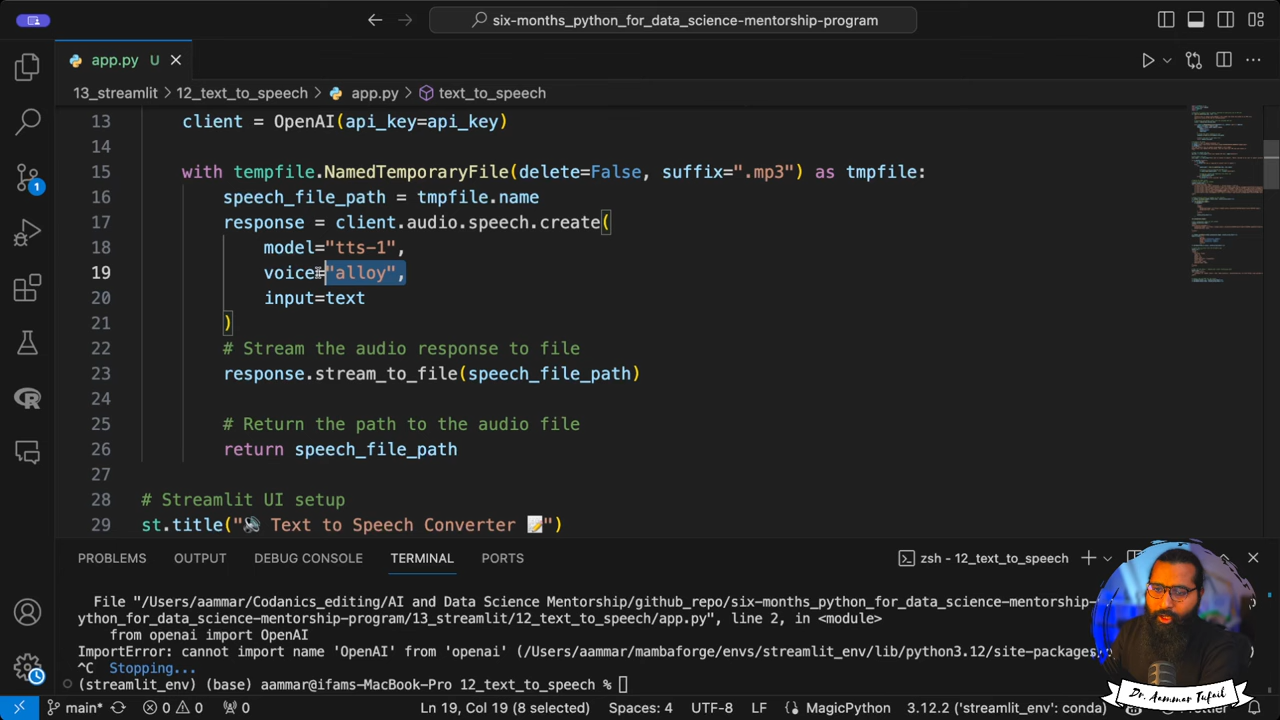 six-months_python_for_data_science-mentorship-program
app.py U
13_streamlit > 12_text_to_speech > app.py > text_to_speech
13 client = OpenAI(api_key=api_key)
14
15 with tempfile.NamedTemporaryFile(delete=False, suffix=".mp3") as tmpfile:
16 speech_file_path = tmpfile.name
17 response = client.audio.speech.create(
18 model="tts-1",
19 voice="alloy",
20 input=text
21 )
22 # Stream the audio response to file
23 response.stream_to_file(speech_file_path)
24
25 # Return the path to the audio file
26 return speech_file_path
27
28 # Streamlit UI setup
29 st.title("🔊 Text to Speech Converter 📝")
PROBLEMS OUTPUT DEBUG CONSOLE TERMINAL PORTS
zsh - 12_text_to_speech
File "/Users/aammar/Codanics_editing/AI and Data Science Mentorship/github_repo/six-months_python_for_data_science-mentorship-
ython_for_data_science-mentorship-program/13_streamlit/12_text_to_speech/app.py", line 2, in <module>
from openai import OpenAI
ImportError: cannot import name 'OpenAI' from 'openai' (/Users/aammar/mambaforge/envs/streamlit_env/lib/python3.12/site-packages
^C Stopping...
(streamlit_env) (base) aammar@ifams-MacBook-Pro 12_text_to_speech %
Dr. Aammar Tufail
main* 0 0 0 Ln 19, Col 19 (8 selected) Spaces: 4 UTF-8 LF MagicPython 3.12.2 ('streamlit_env': conda)